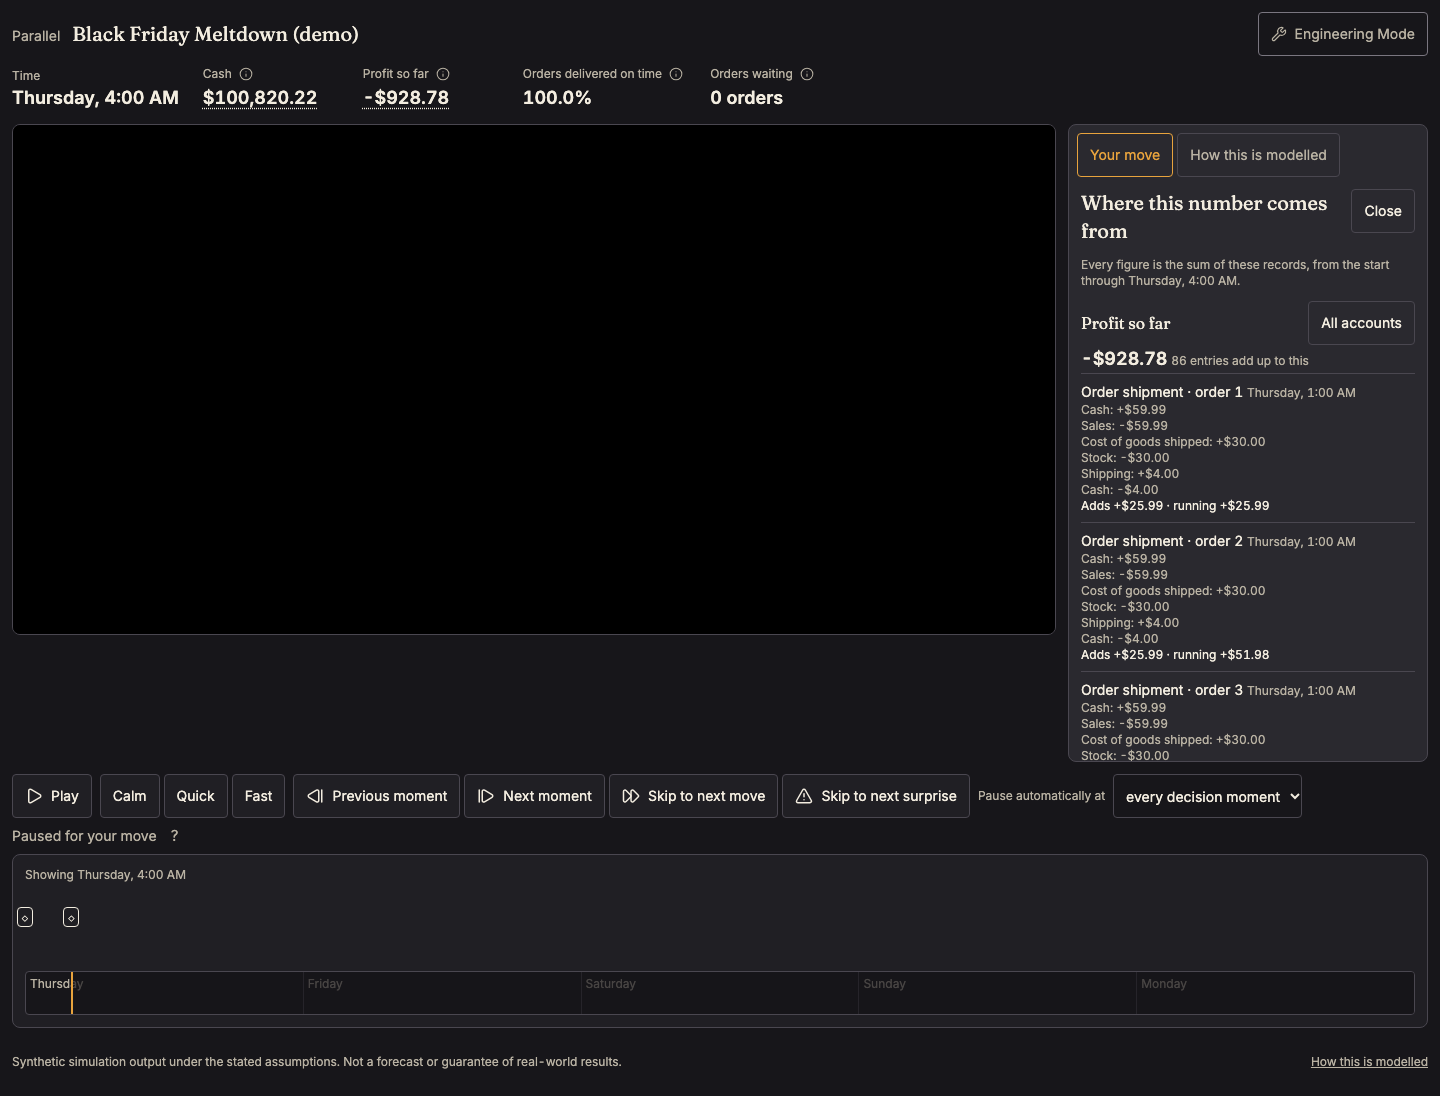 Parallel Black Friday Meltdown (demo)
Engineering Mode
Time
Thursday, 4:00 AM
Cash
$100,820.22
Profit so far
-$928.78
Orders delivered on time
100.0%
Orders waiting
0 orders
Your move
How this is modelled
Where this number comes
from
Close
Every figure is the sum of these records, from the start
through Thursday, 4:00 AM.
Profit so far
All accounts
-$928.78 86 entries add up to this
Order shipment · order 1 Thursday, 1:00 AM
Cash: +$59.99
Sales: -$59.99
Cost of goods shipped: +$30.00
Stock: -$30.00
Shipping: +$4.00
Cash: -$4.00
Adds +$25.99 · running +$25.99
Order shipment · order 2 Thursday, 1:00 AM
Cash: +$59.99
Sales: -$59.99
Cost of goods shipped: +$30.00
Stock: -$30.00
Shipping: +$4.00
Cash: -$4.00
Adds +$25.99 · running +$51.98
Order shipment · order 3 Thursday, 1:00 AM
Cash: +$59.99
Sales: -$59.99
Cost of goods shipped: +$30.00
Stock: -$30.00
Play
Calm
Quick
Fast
Previous moment
Next moment
Skip to next move
Skip to next surprise
Pause automatically at
every decision moment
Paused for your move ?
Showing Thursday, 4:00 AM
Thursday
Friday
Saturday
Sunday
Monday
Synthetic simulation output under the stated assumptions. Not a forecast or guarantee of real-world results.
How this is modelled